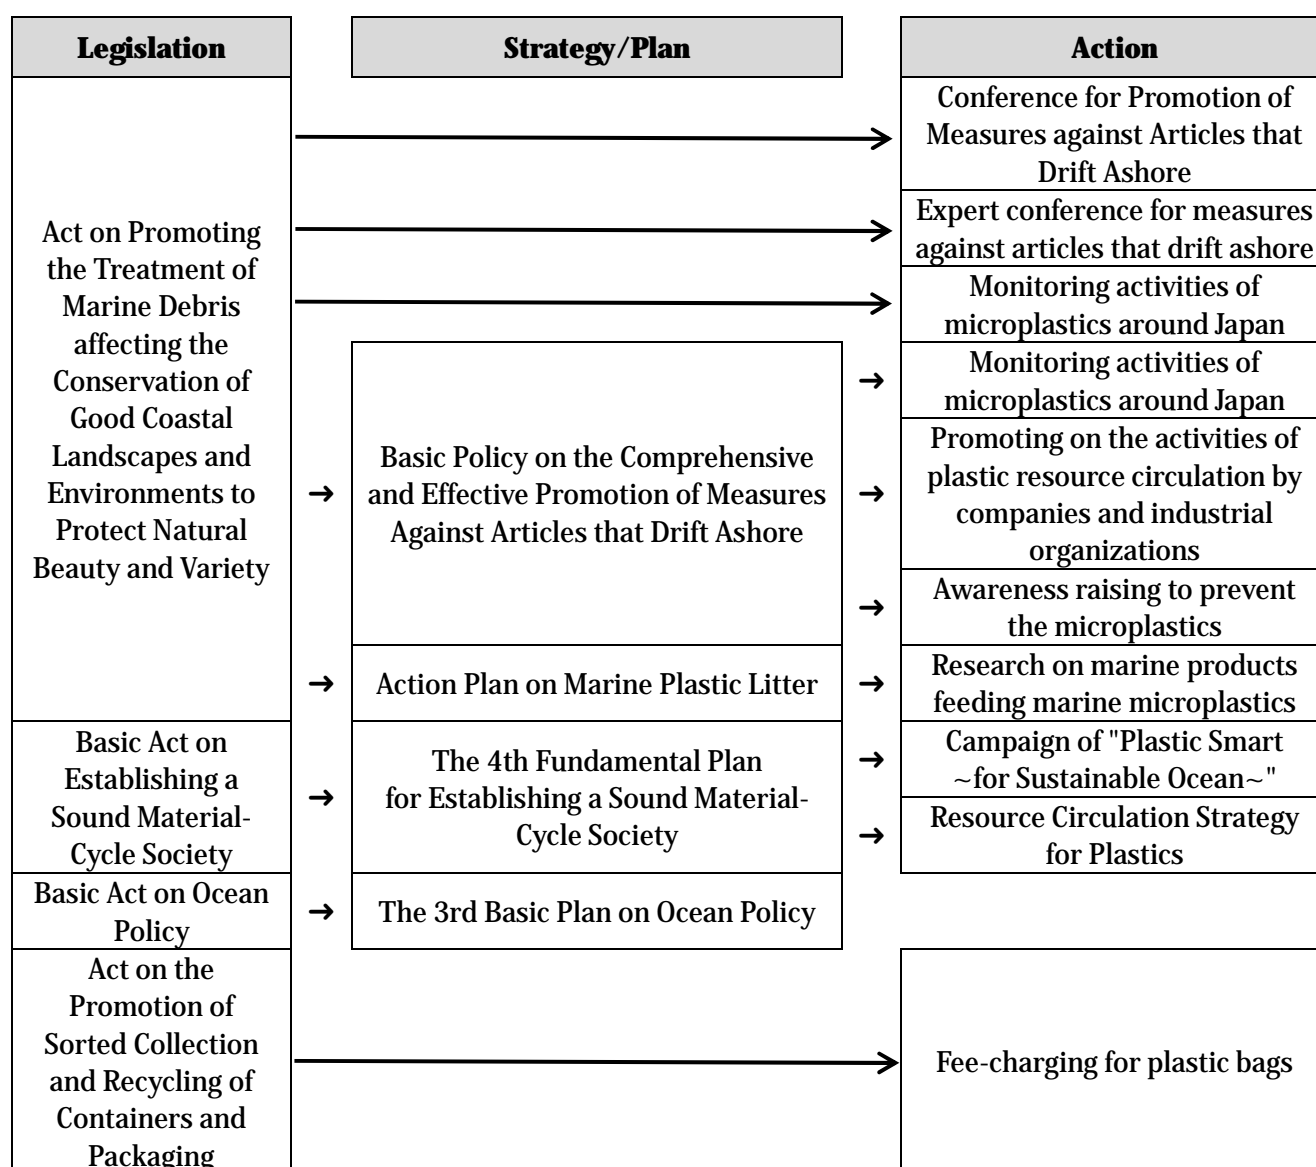 Legislation
Strategy/Plan
Action
Act on Promoting
the Treatment of
Marine Debris
affecting the
Conservation of
Good Coastal
Landscapes and
Environments to
Protect Natural
Beauty and Variety
Conference for Promotion of
Measures against Articles that
Drift Ashore
Expert conference for measures
against articles that drift ashore
Monitoring activities of
microplastics around Japan
Basic Policy on the Comprehensive
and Effective Promotion of Measures
Against Articles that Drift Ashore
Monitoring activities of
microplastics around Japan
Promoting on the activities of
plastic resource circulation by
companies and industrial
organizations
Awareness raising to prevent
the microplastics
Action Plan on Marine Plastic Litter
Research on marine products
feeding marine microplastics
Basic Act on
Establishing a
Sound Material-
Cycle Society
The 4th Fundamental Plan
for Establishing a Sound Material-
Cycle Society
Campaign of "Plastic Smart
~for Sustainable Ocean~"
Resource Circulation Strategy
for Plastics
Basic Act on Ocean
Policy
The 3rd Basic Plan on Ocean Policy
Act on the
Promotion of
Sorted Collection
and Recycling of
Containers and
Packaging
Fee-charging for plastic bags